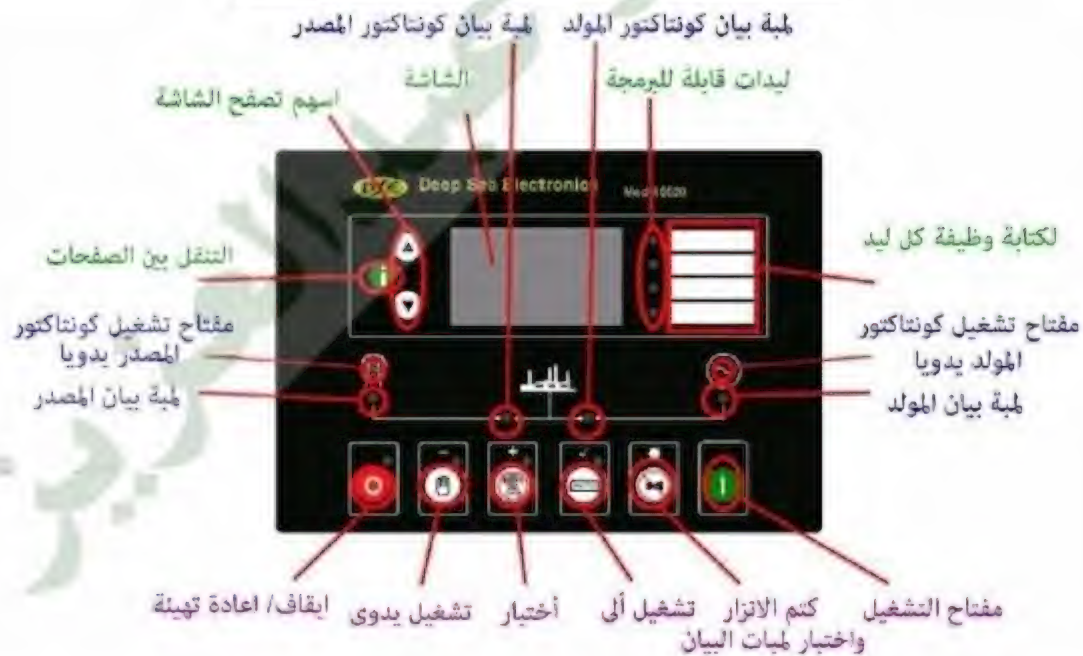 لمبة بيان كونتاكتور المولد
لمبة بيان كونتاكتور المصدر
ليدات قابلة للبرمجة
الشاشة
اسهم تصفح الشاشة
Deep Sea Electronics
لكتابة وظيفة كل ليد
التنقل بين الصفحات
مفتاح تشغيل كونتاكتور
المولد يدويا
مفتاح تشغيل كونتاكتور
المصدر يدويا
لمبة بيان المولد
لمبة بيان المصدر
مفتاح التشغيل
كتم الانزار
واختبار لمبات البيان
تشغيل ألى
أختبار
تشغيل يدوى
ايقاف/ اعادة تهيئة